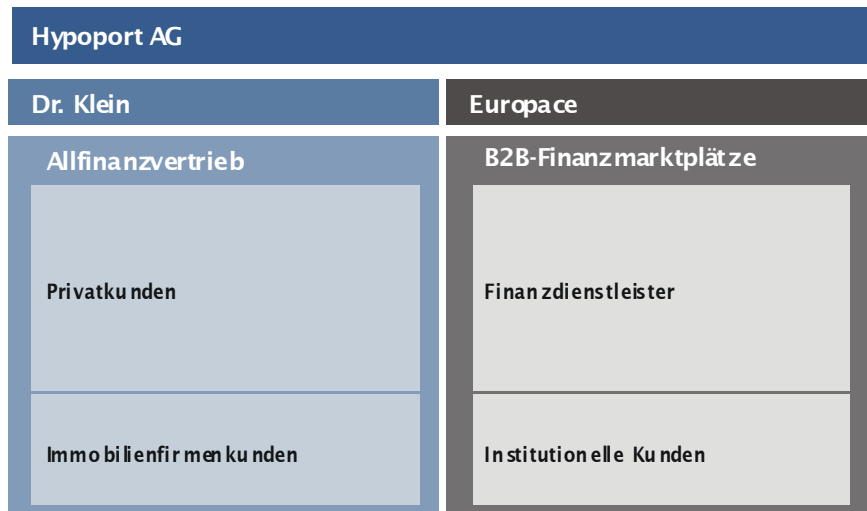 Hypoport AG
Dr. Klein
Europace
Allfinanzvertrieb
B2B-Finanzmarktplätze
Privatkunden
Finanzdienstleister
Immobilienfirmenkunden
Institutionelle Kunden